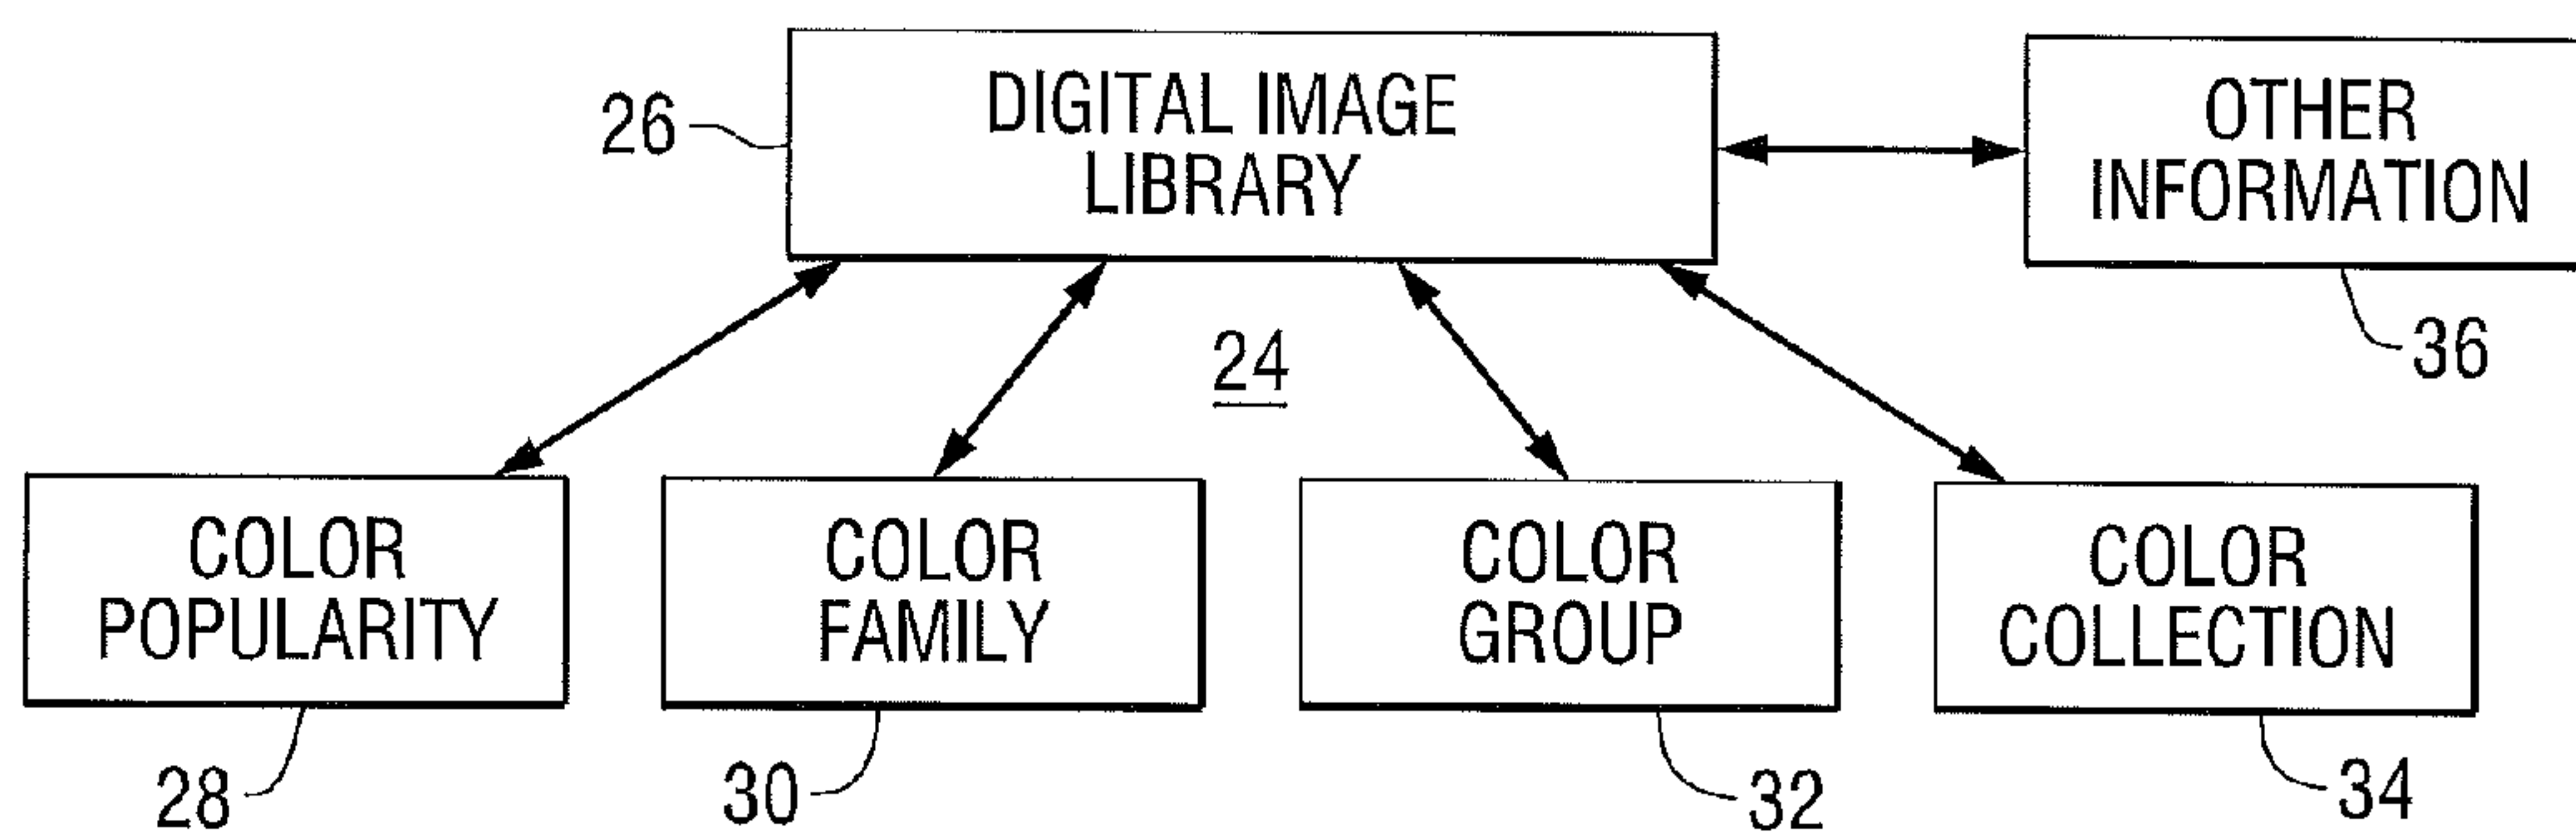 DIGITAL IMAGE
LIBRARY
26
OTHER
INFORMATION
36
24
COLOR
POPULARITY
28
COLOR
FAMILY
30
COLOR
GROUP
32
COLOR
COLLECTION
34